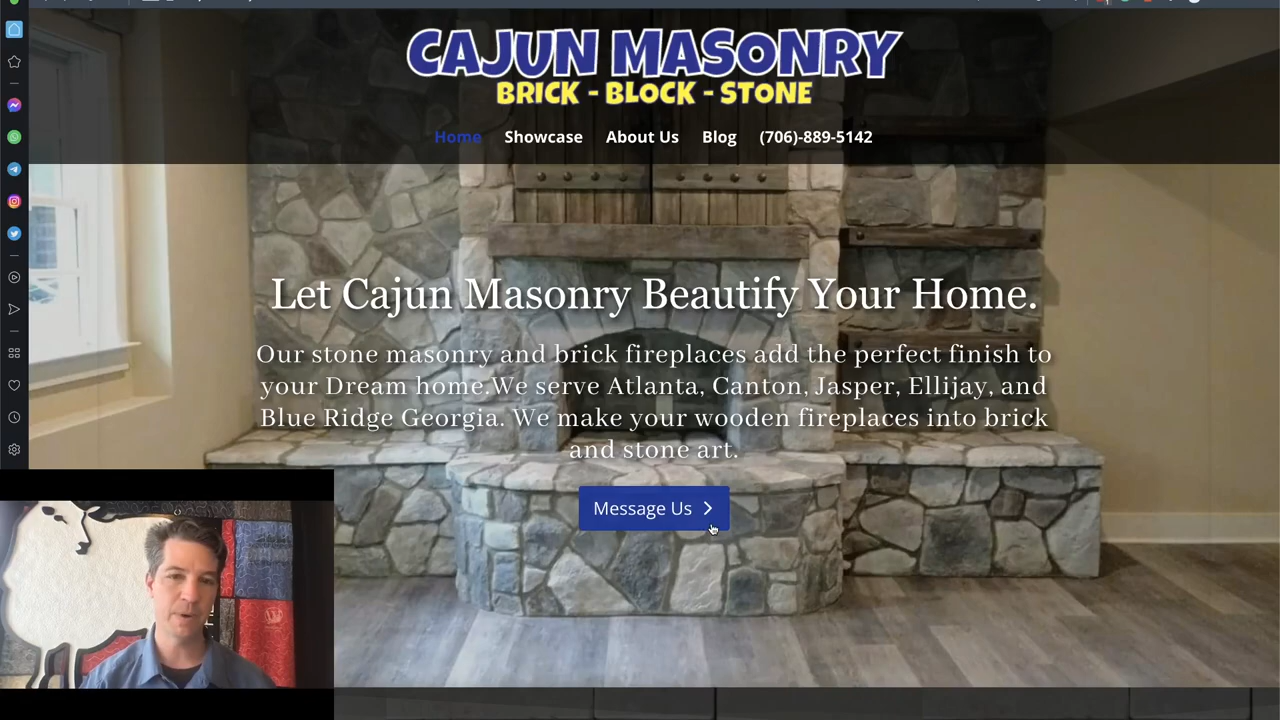 CAJUN MASONRY
BRICK - BLOCK - STONE
Home Showcase About Us Blog (706)-889-5142
Let Cajun Masonry Beautify Your Home.
Our stone masonry and brick fireplaces add the perfect finish to
your Dream home.We serve Atlanta, Canton, Jasper, Ellijay, and
Blue Ridge Georgia. We make your wooden fireplaces into brick
and stone art.
Message Us